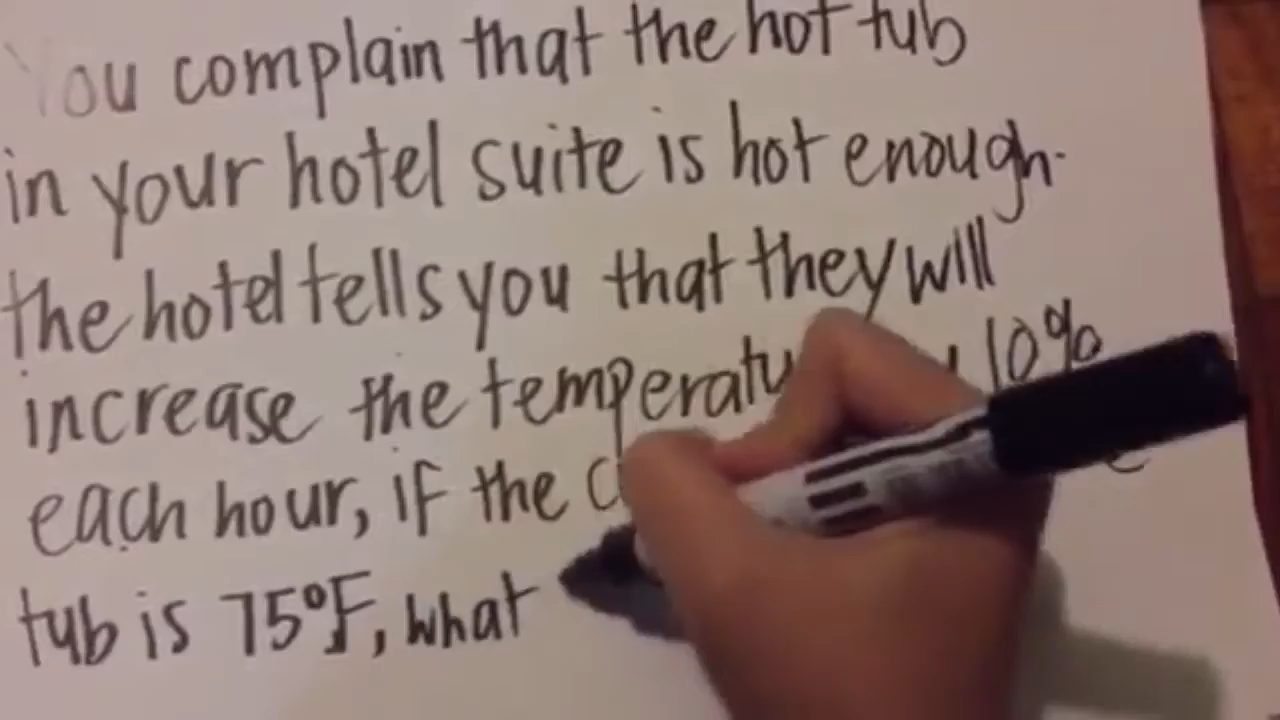 You complain that the hot tub
in your hotel suite is hot enough.
the hotel tells you that they will
increase the temperatu 10%
each hour, if the
tub is 75°F, what